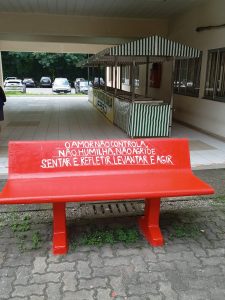 O AMOR NÃO CONTROLA,
NÃO HUMILHA, NÃO AGRIDE
SENTAR E REFLETIR LEVANTAR E AGIR